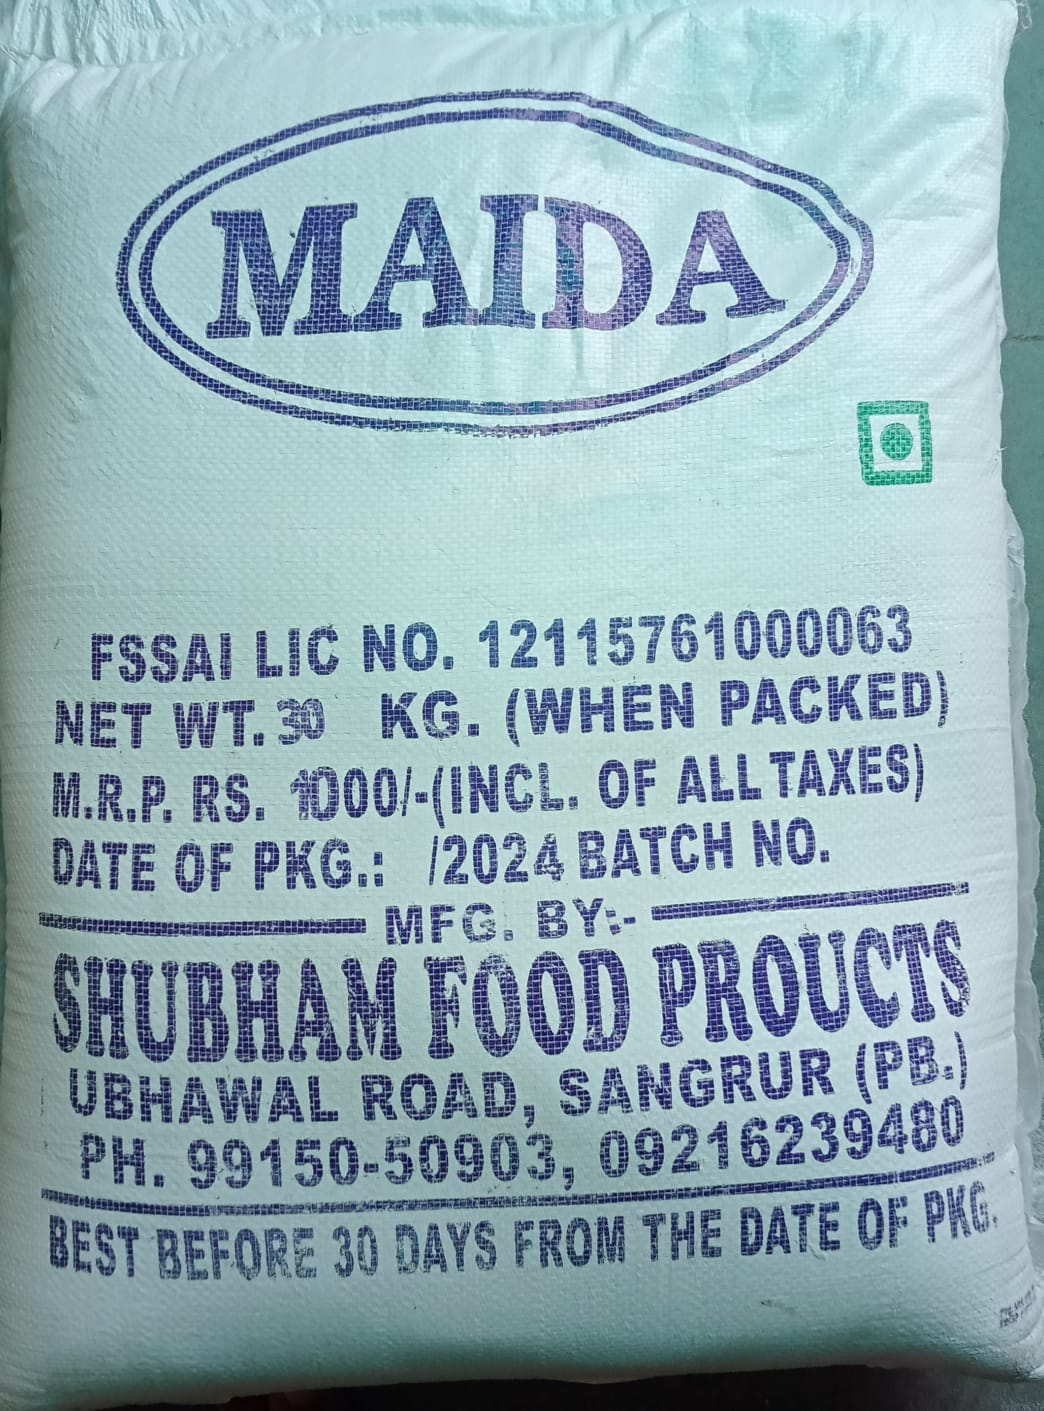 MAIDA
FSSAI LIC NO. 12115761000063
NET WT. 30 KG. (WHEN PACKED)
M.R.P. RS. 1000/-(INCL. OF ALL TAXES)
DATE OF PKG.: /2024 BATCH NO.
MFG. BY:-
SHUBHAM FOOD PROUCTS
UBHAWAL ROAD, SANGRUR (PB.)
PH. 99150-50903, 09216239480
BEST BEFORE 30 DAYS FROM THE DATE OF PKG.